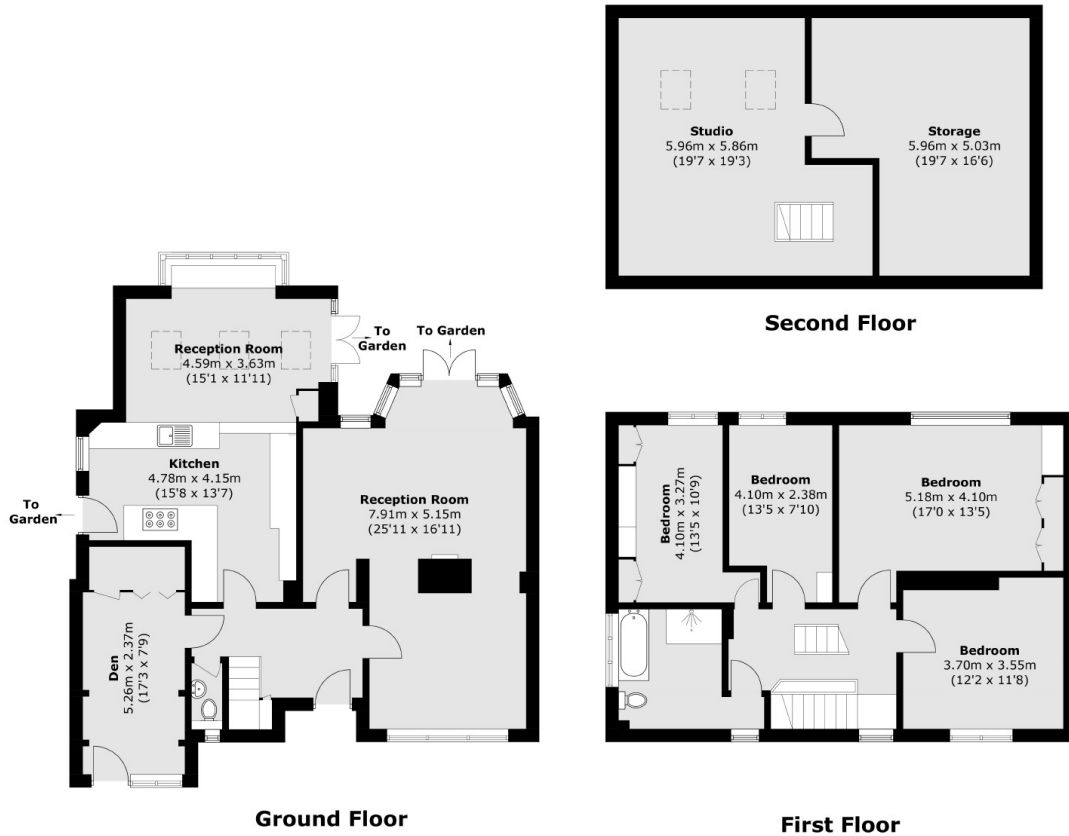 Studio
5.96m x 5.86m
(19'7 x 19'3)
Storage
5.96m x 5.03m
(19'7 x 16'6)
Second Floor
Reception Room
4.59m x 3.63m
(15'1 x 11'11)
To
Garden
To Garden
Kitchen
4.78m x 4.15m
(15'8 x 13'7)
To
Garden
Reception Room
7.91m x 5.15m
(25'11 x 16'11)
Den
5.26m x 2.37m
(17'3 x 7'9)
Ground Floor
Bedroom
4.10m x 3.27m
(13'5 x 10'9)
Bedroom
4.10m x 2.38m
(13'5 x 7'10)
Bedroom
5.18m x 4.10m
(17'0 x 13'5)
Bedroom
3.70m x 3.55m
(12'2 x 11'8)
First Floor